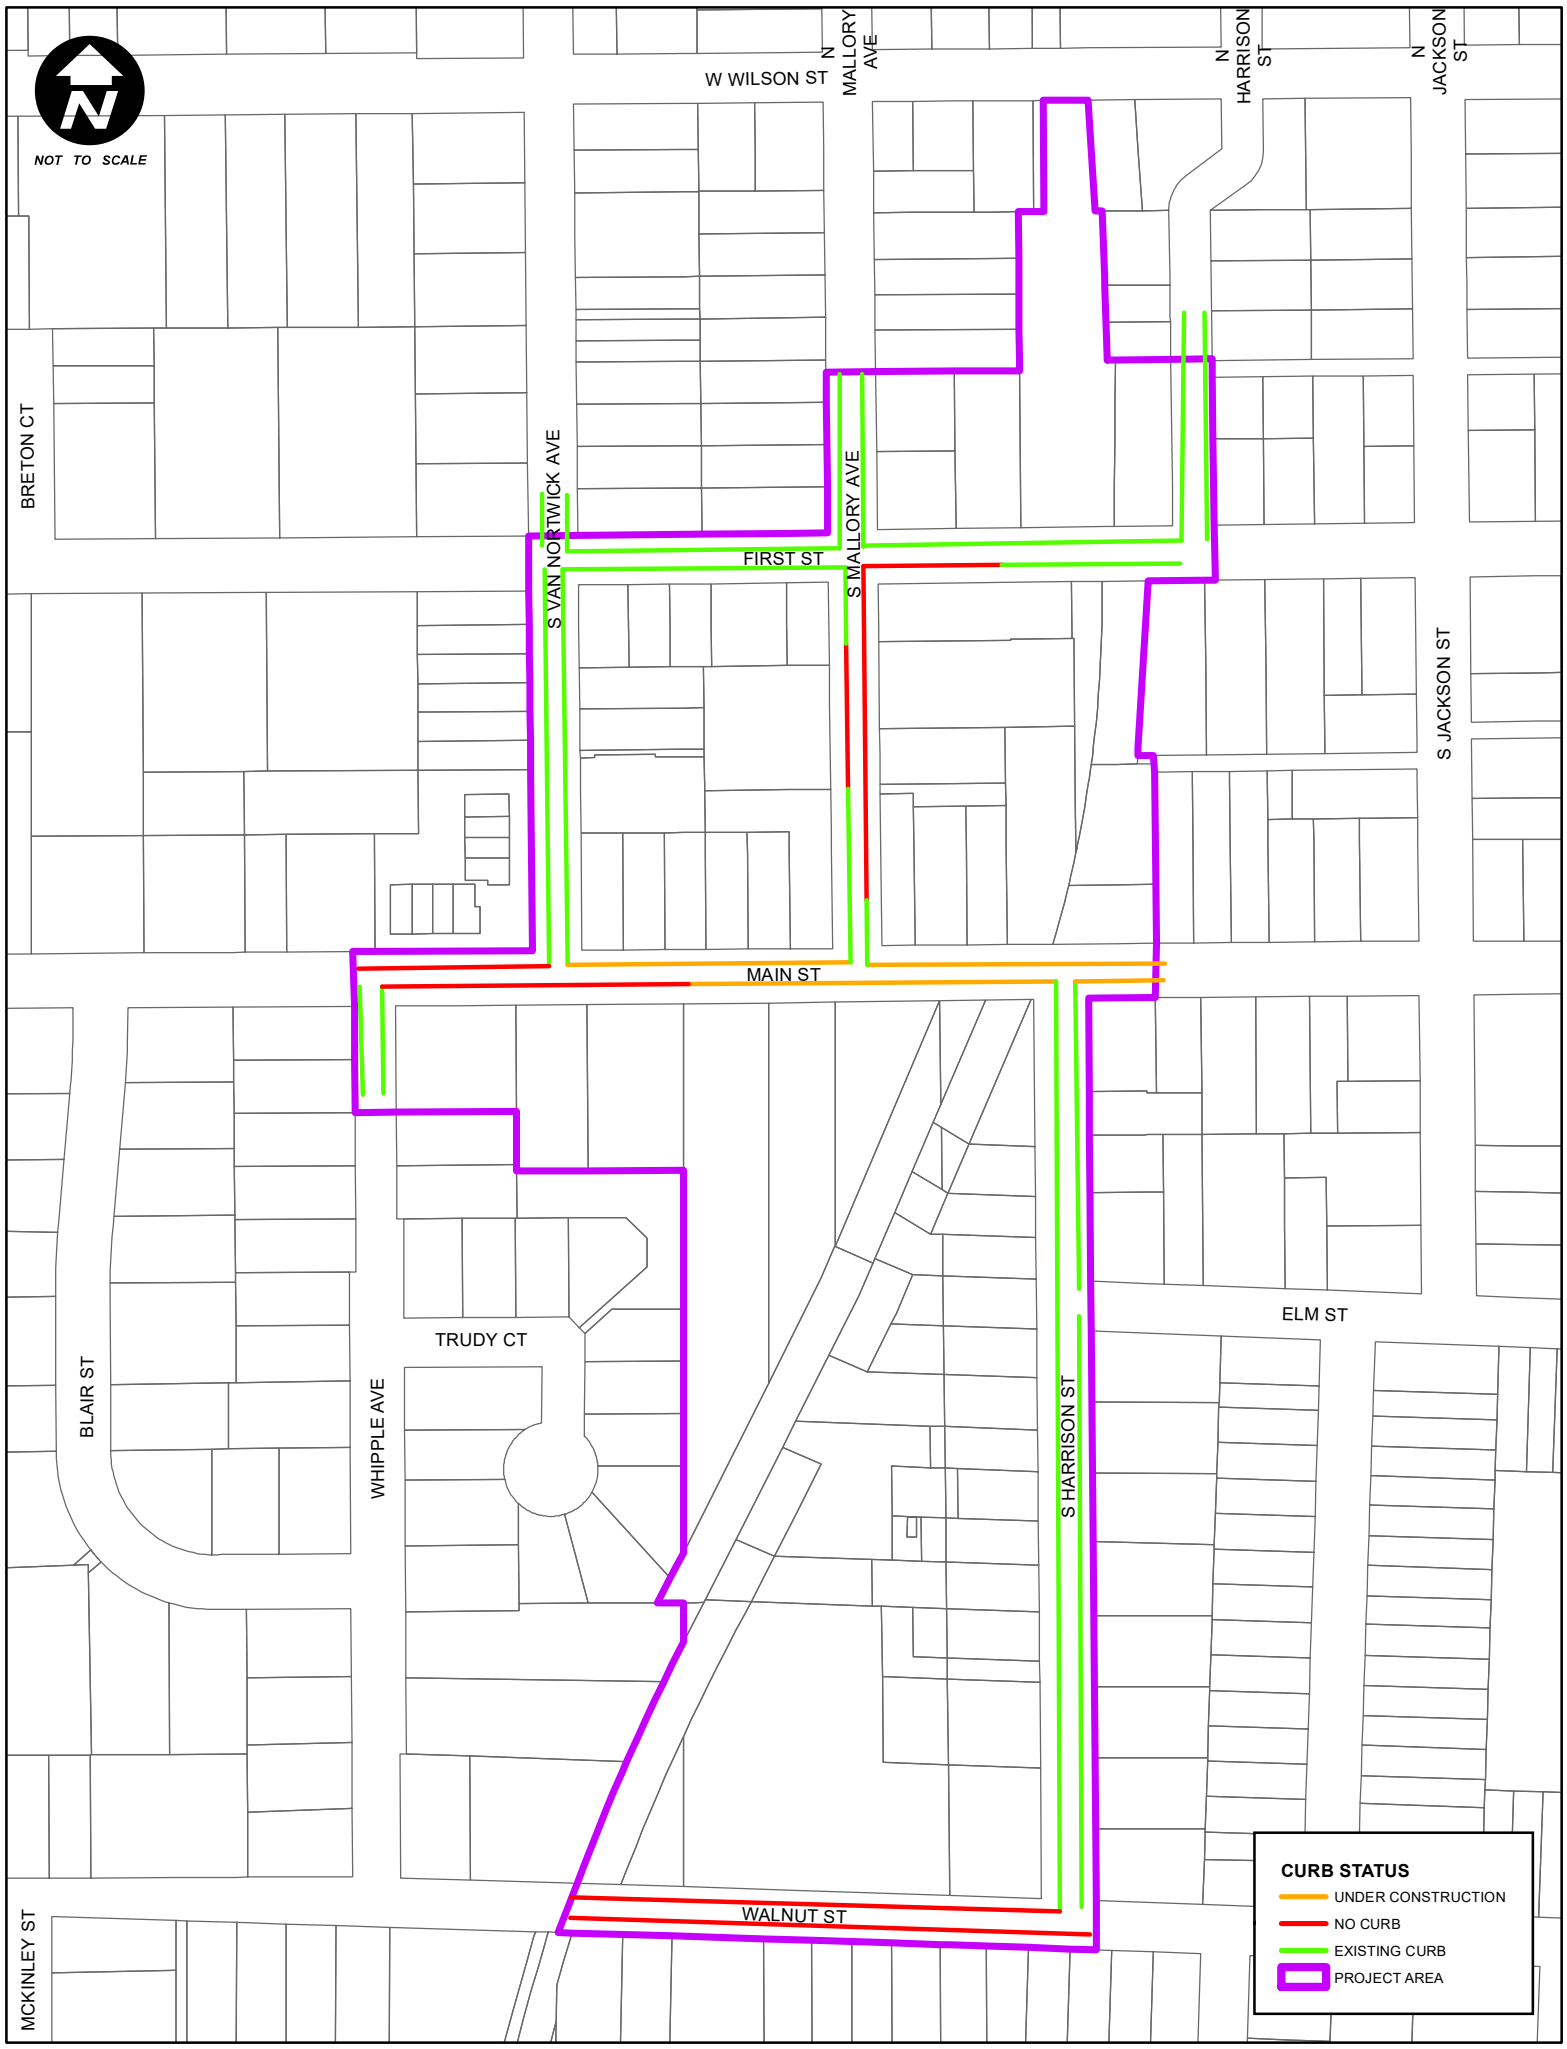 N
MALLORY
AVE
N
HARRISON
ST
N
JACKSON
ST
W WILSON ST
N
NOT TO SCALE
BRETON CT
S VAN NORTWICK AVE
S MALLORY AVE
FIRST ST
S JACKSON ST
MAIN ST
ELM ST
TRUDY CT
BLAIR ST
WHIPPLE AVE
S HARRISON ST
WALNUT ST
MCKINLEY ST
CURB STATUS
UNDER CONSTRUCTION
NO CURB
EXISTING CURB
PROJECT AREA